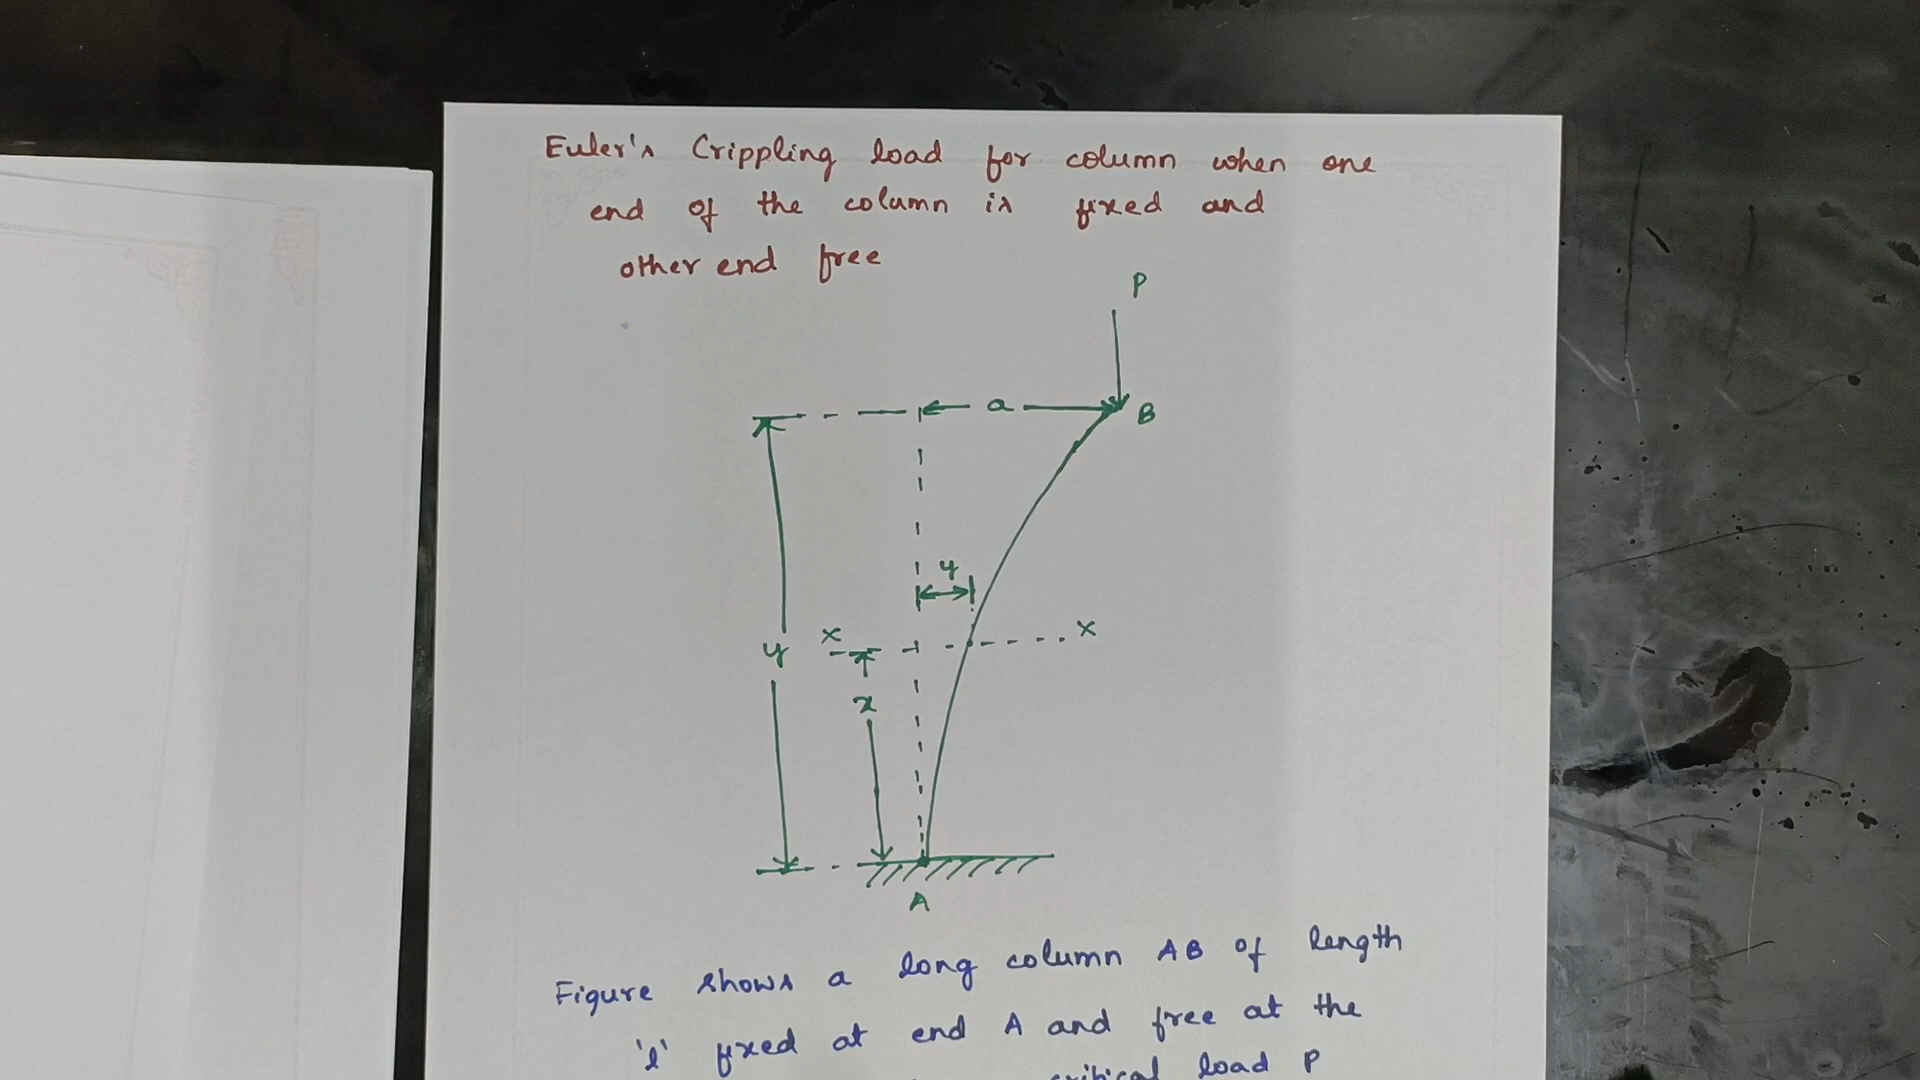 Euler's Crippling load for column when one
end of the column is fixed and
other end free
P
a
B
y
x
x
y
x
A
Figure shows a long column AB of length
'l' fixed at end A and free at the
critical load P